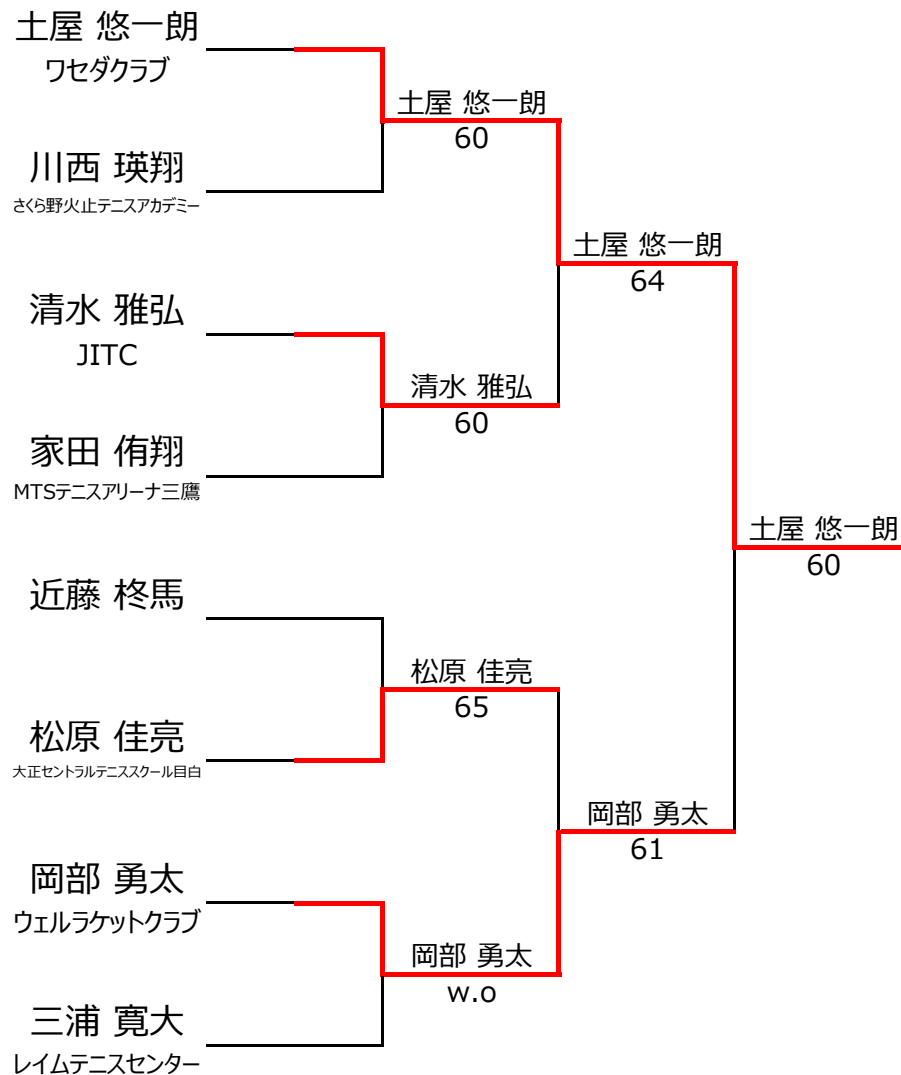 土屋 悠一朗
ワセダクラブ
川西 瑛翔
さくら野火止テニスアカデミー
清水 雅弘
JITC
家田 侑翔
MTSテニスアリーナ三鷹
近藤 柊馬
松原 佳亮
大正セントラルテニススクール目白
岡部 勇太
ウェルラケットクラブ
三浦 寛大
レイムテニスセンター
土屋 悠一朗
60
清水 雅弘
60
松原 佳亮
65
岡部 勇太
w.o
土屋 悠一朗
64
岡部 勇太
61
土屋 悠一朗
60